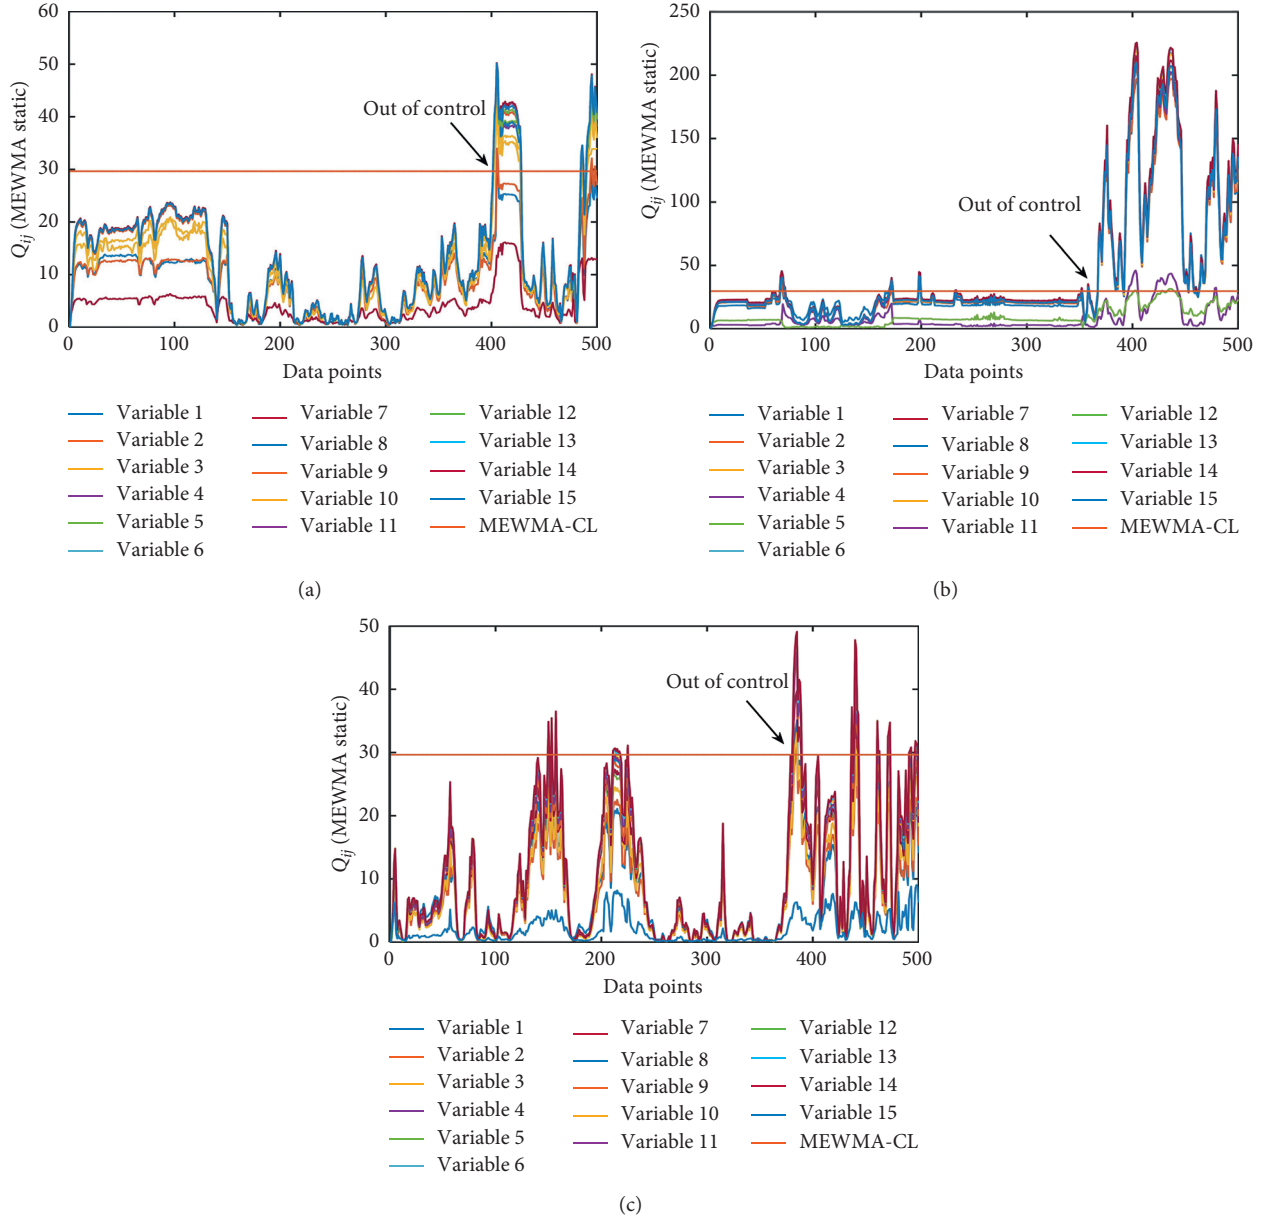 60
50
40
30
20
10
0
Q_ij (MEWMA static)
Out of control
0 100 200 300 400 500
Data points
Variable 1
Variable 2
Variable 3
Variable 4
Variable 5
Variable 6
Variable 7
Variable 8
Variable 9
Variable 10
Variable 11
Variable 12
Variable 13
Variable 14
Variable 15
MEWMA-CL
(a)
250
200
150
100
50
0
Q_ij (MEWMA static)
Out of control
0 100 200 300 400 500
Data points
Variable 1
Variable 2
Variable 3
Variable 4
Variable 5
Variable 6
Variable 7
Variable 8
Variable 9
Variable 10
Variable 11
Variable 12
Variable 13
Variable 14
Variable 15
MEWMA-CL
(b)
50
40
30
20
10
0
Q_ij (MEWMA static)
Out of control
0 100 200 300 400 500
Data points
Variable 1
Variable 2
Variable 3
Variable 4
Variable 5
Variable 6
Variable 7
Variable 8
Variable 9
Variable 10
Variable 11
Variable 12
Variable 13
Variable 14
Variable 15
MEWMA-CL
(c)